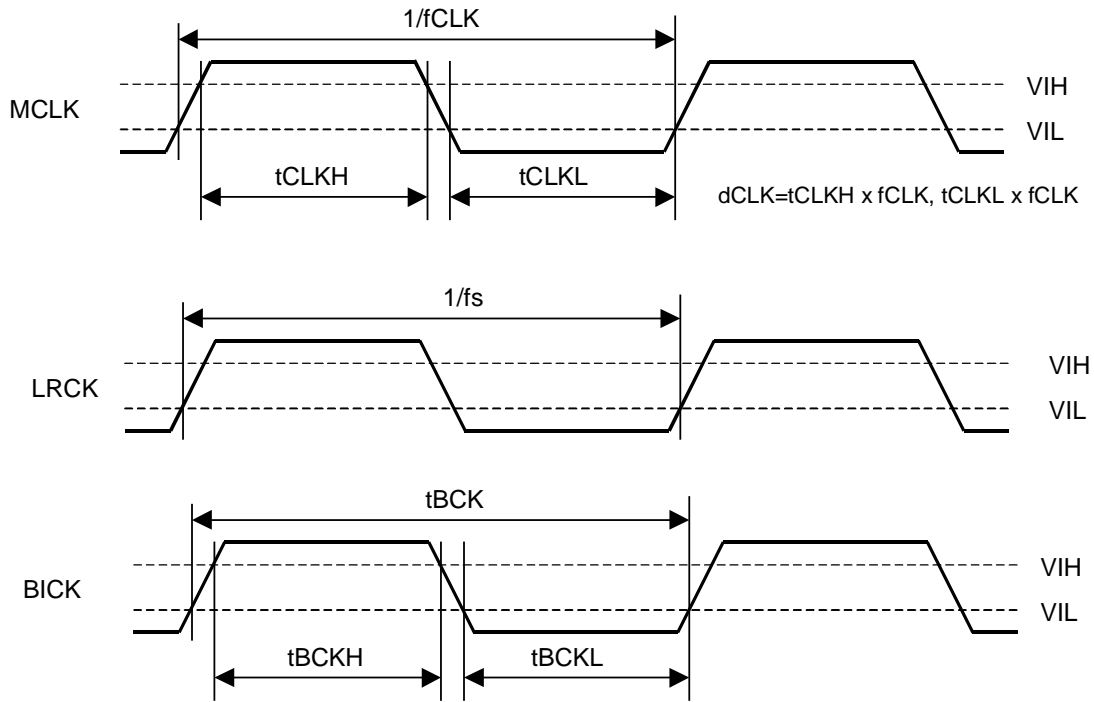 1/fCLK
MCLK
VIH
VIL
tCLKH
tCLKL
dCLK=tCLKH x fCLK, tCLKL x fCLK
1/fs
LRCK
VIH
VIL
tBCK
BICK
VIH
VIL
tBCKH
tBCKL